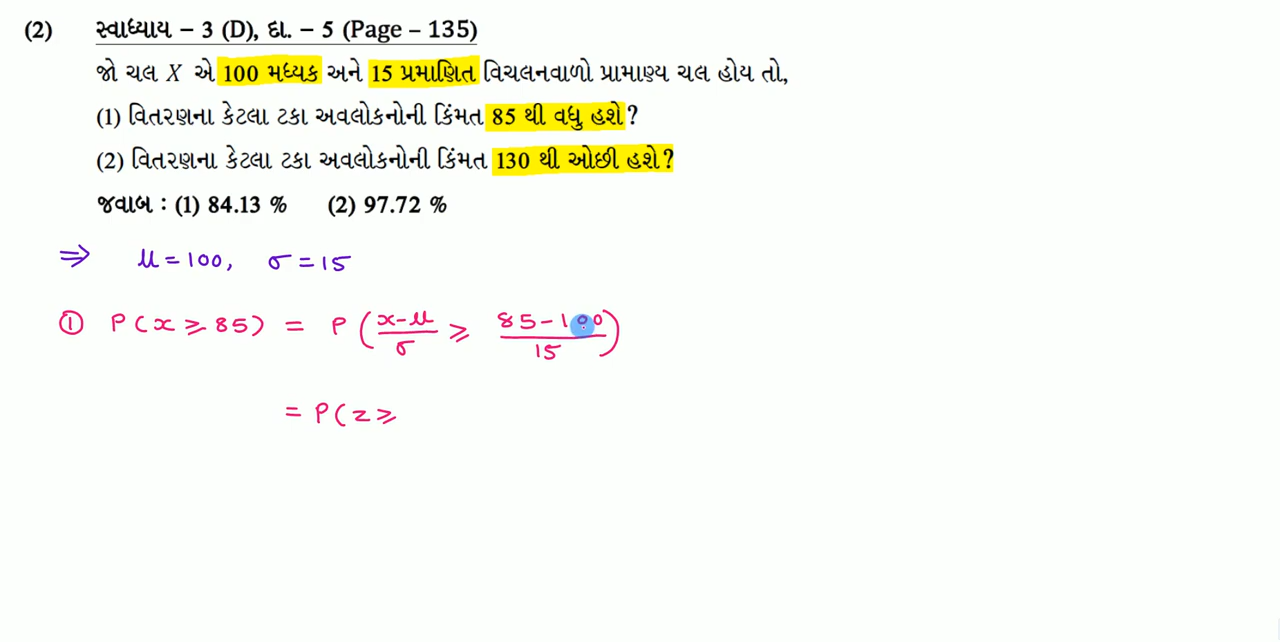 (2) સ્વાધ્યાય – 3 (D), દા. – 5 (Page – 135)
જો ચલ X એ 100 મધ્યક અને 15 પ્રમાણિત વિચલનવાળો પ્રામાણ્ય ચલ હોય તો,
(1) વિતરણના કેટલા ટકા અવલોકનોની કિંમત 85 થી વધુ હશે?
(2) વિતરણના કેટલા ટકા અવલોકનોની કિંમત 130 થી ઓછી હશે?
જવાબ : (1) 84.13 % (2) 97.72 %
⇒ μ = 100, σ = 15
① P(x ≥ 85) = P((x-μ)/σ ≥ (85-100)/15)
= P(z ≥